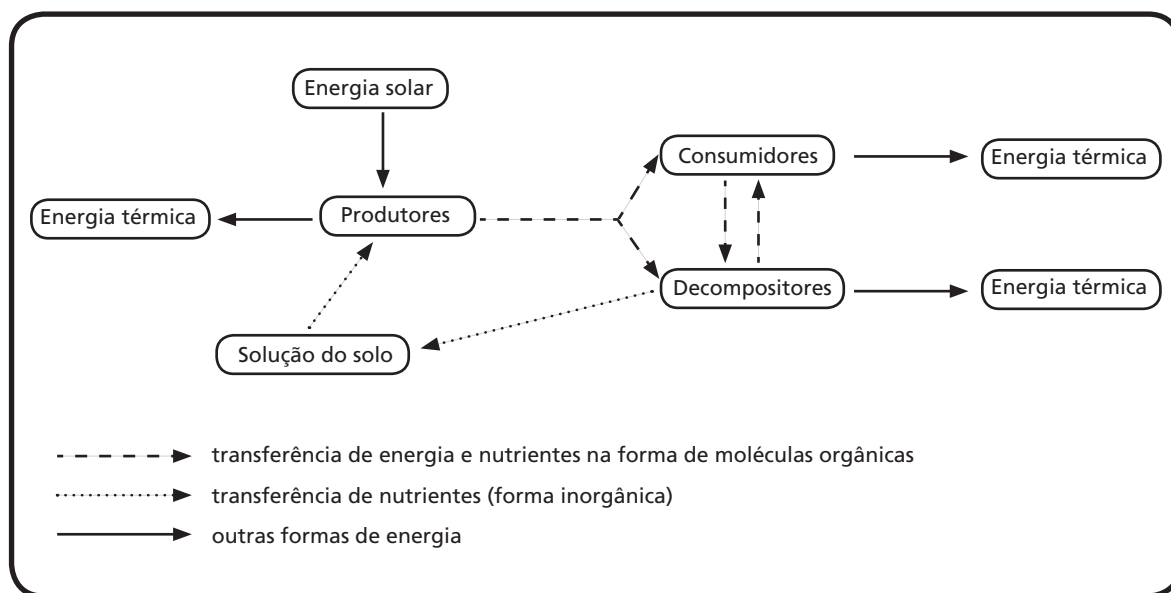 Energia solar
Consumidores
Energia térmica
Energia térmica
Produtores
Decompositores
Energia térmica
Solução do solo
transferência de energia e nutrientes na forma de moléculas orgânicas
transferência de nutrientes (forma inorgânica)
outras formas de energia